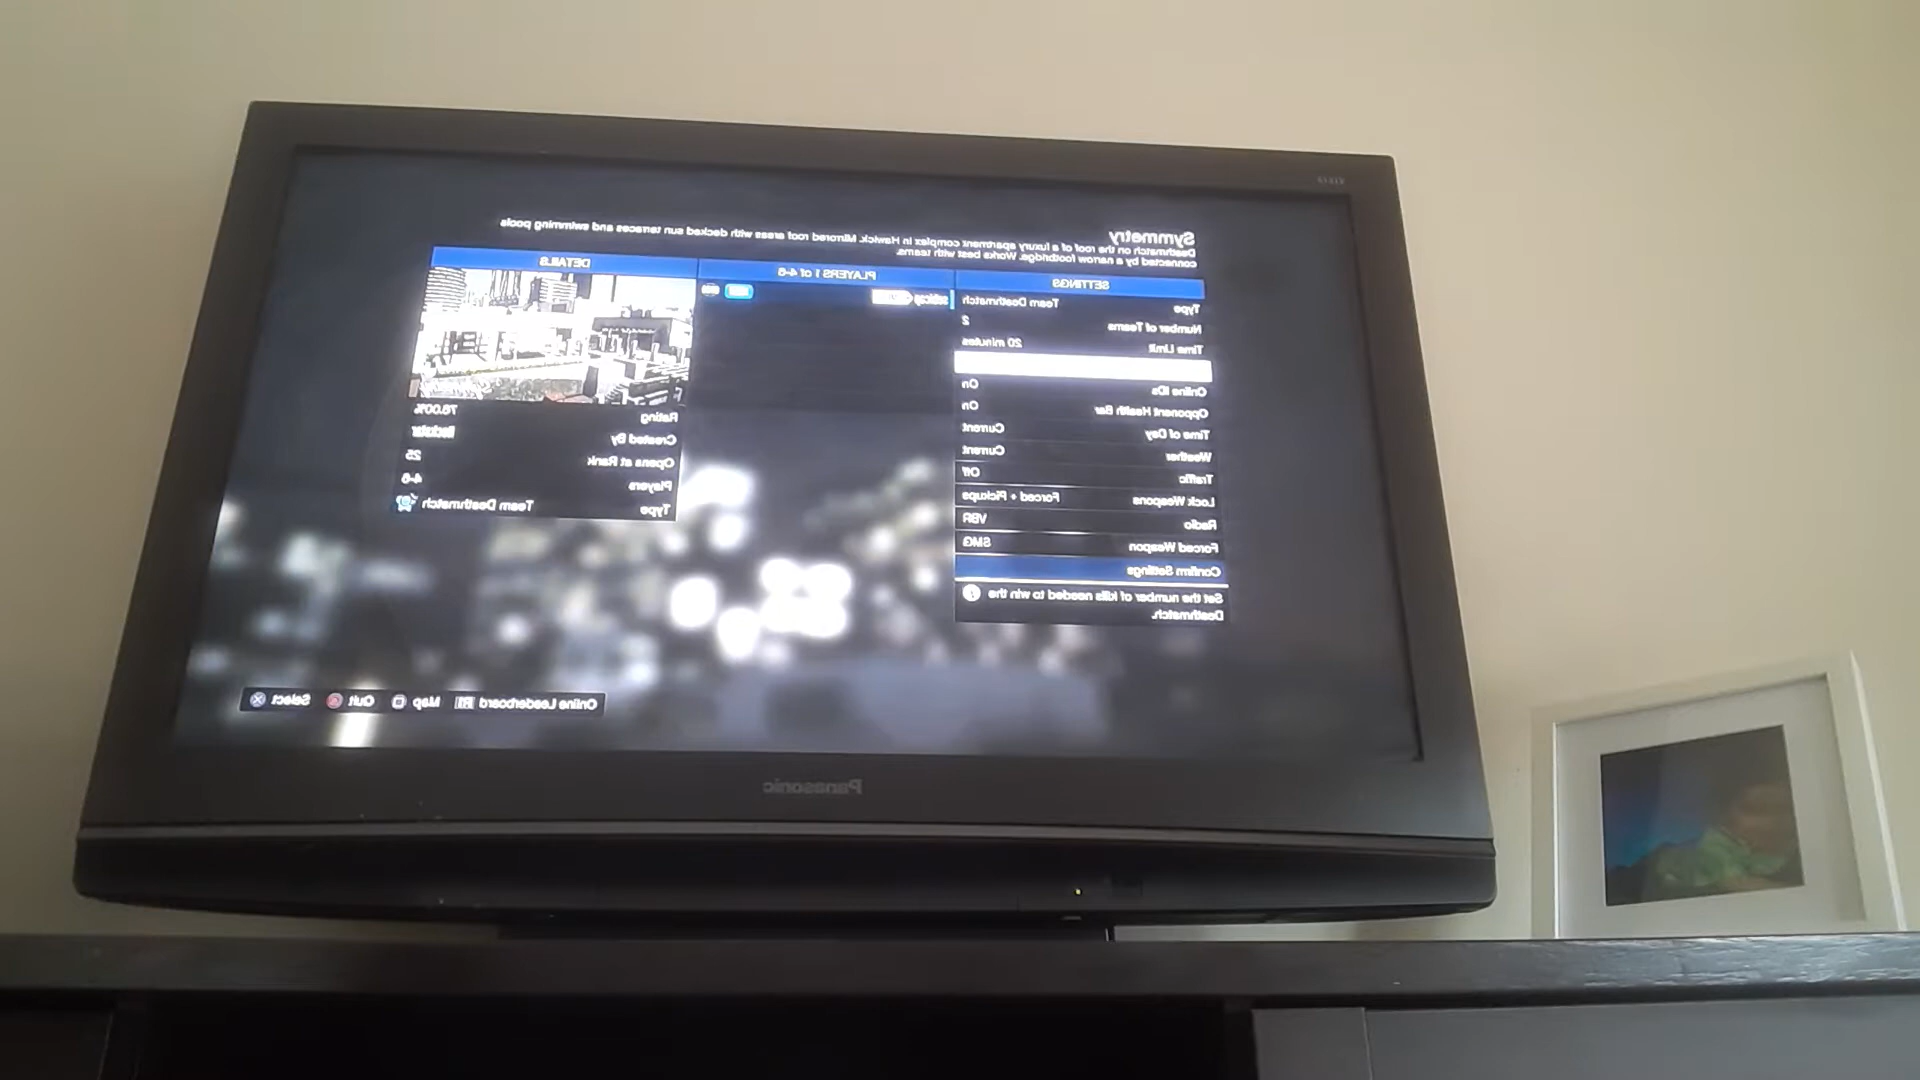 Symmetry
Deathmatch on the roof of a luxury apartment complex in Hawick. Mirrored roof areas with decked sun terraces and swimming pools
connected by a narrow footbridge. Works best with teams.
SETTINGS
Type Team Deathmatch
Number of Teams 2
Time Limit 20 minutes
Online IDs On
Opponent Health Bar On
Time of Day Current
Weather Current
Traffic Off
Lock Weapons Forced + Pickups
Radio VBR
Forced Weapon SMG
Confirm Settings
Set the number of kills needed to win the
Deathmatch.
PLAYERS 1 of 4-6
DETAILS
Rating 76.00%
Created By Rockstar
Opens at Rank 25
Players 4-6
Type Team Deathmatch
Online Leaderboard R1 Map Quit Select
Panasonic